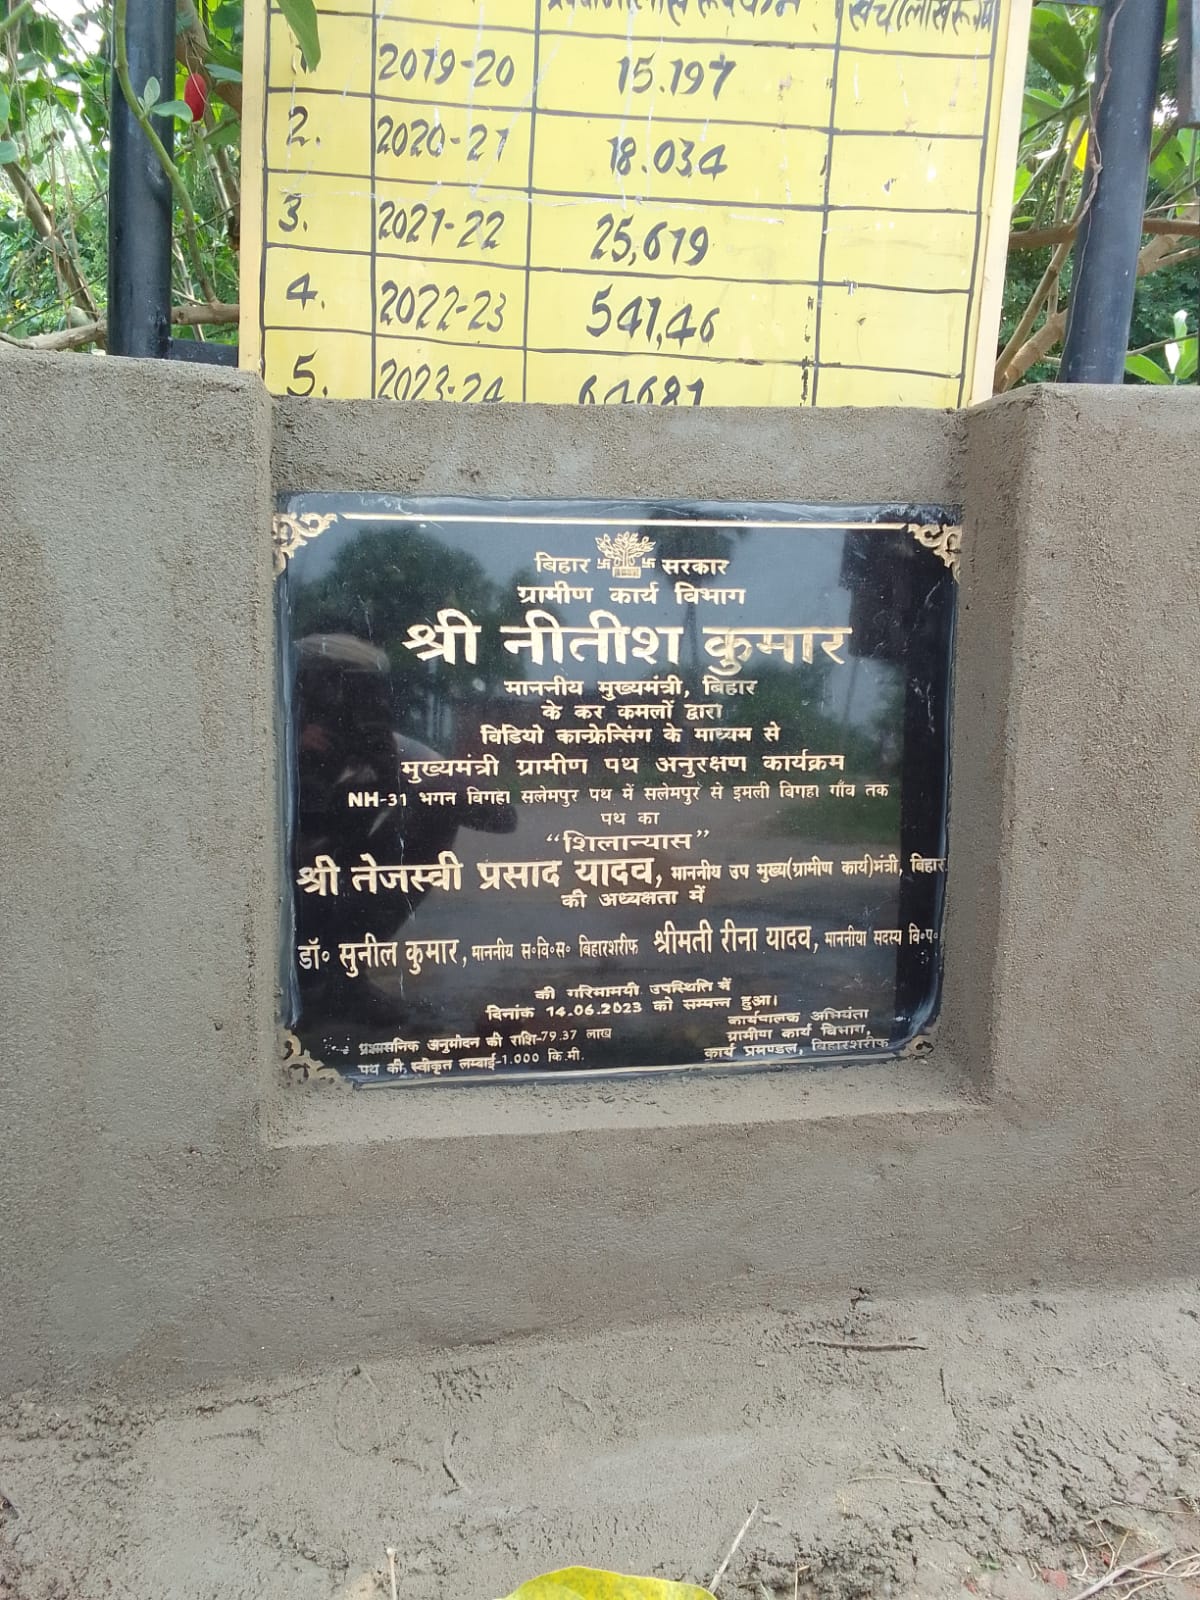 1. 2019-20 15.197
2. 2020-21 18.034
3. 2021-22 25,619
4. 2022-23 541,46
5. 2023-24 64681
बिहार सरकार
ग्रामीण कार्य विभाग
श्री नीतीश कुमार
माननीय मुख्यमंत्री, बिहार
के कर कमलों द्वारा
विडियो कान्फ्रेन्सिंग के माध्यम से
मुख्यमंत्री ग्रामीण पथ अनुरक्षण कार्यक्रम
NH-31 भगन बिगहा सलेमपुर पथ में सलेमपुर से इमली बिगहा गाँव तक
पथ का
“शिलान्यास”
श्री तेजस्वी प्रसाद यादव, माननीय उप मुख्य(ग्रामीण कार्य)मंत्री, बिहार
की अध्यक्षता में
डॉ० सुनील कुमार, माननीय स०वि०स० बिहारशरीफ श्रीमती रीना यादव, माननीया सदस्य वि०प०
की गरिमामयी उपस्थिति में
दिनांक 14.06.2023 को सम्पन्न हुआ।
प्रशासनिक अनुमोदन की राशि-79.37 लाख
पथ की स्वीकृत लम्बाई-1.000 कि.मी.
कार्यपालक अभियंता
ग्रामीण कार्य विभाग,
कार्य प्रमण्डल, बिहारशरीफ